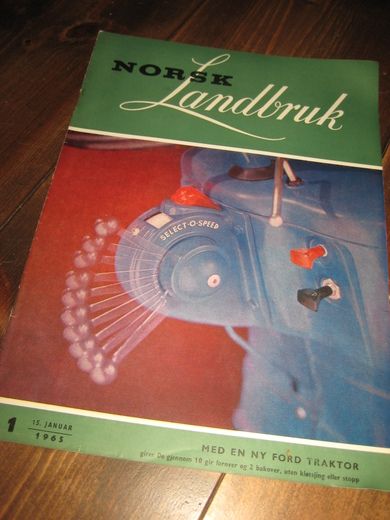 NORSK
Landbruk
SELECT-O-SPEED
1
15. JANUAR
1965
MED EN NY FORD TRAKTOR
girer De gjennom 10 gir forover og 2 bakover, uten kløtsjing eller stopp